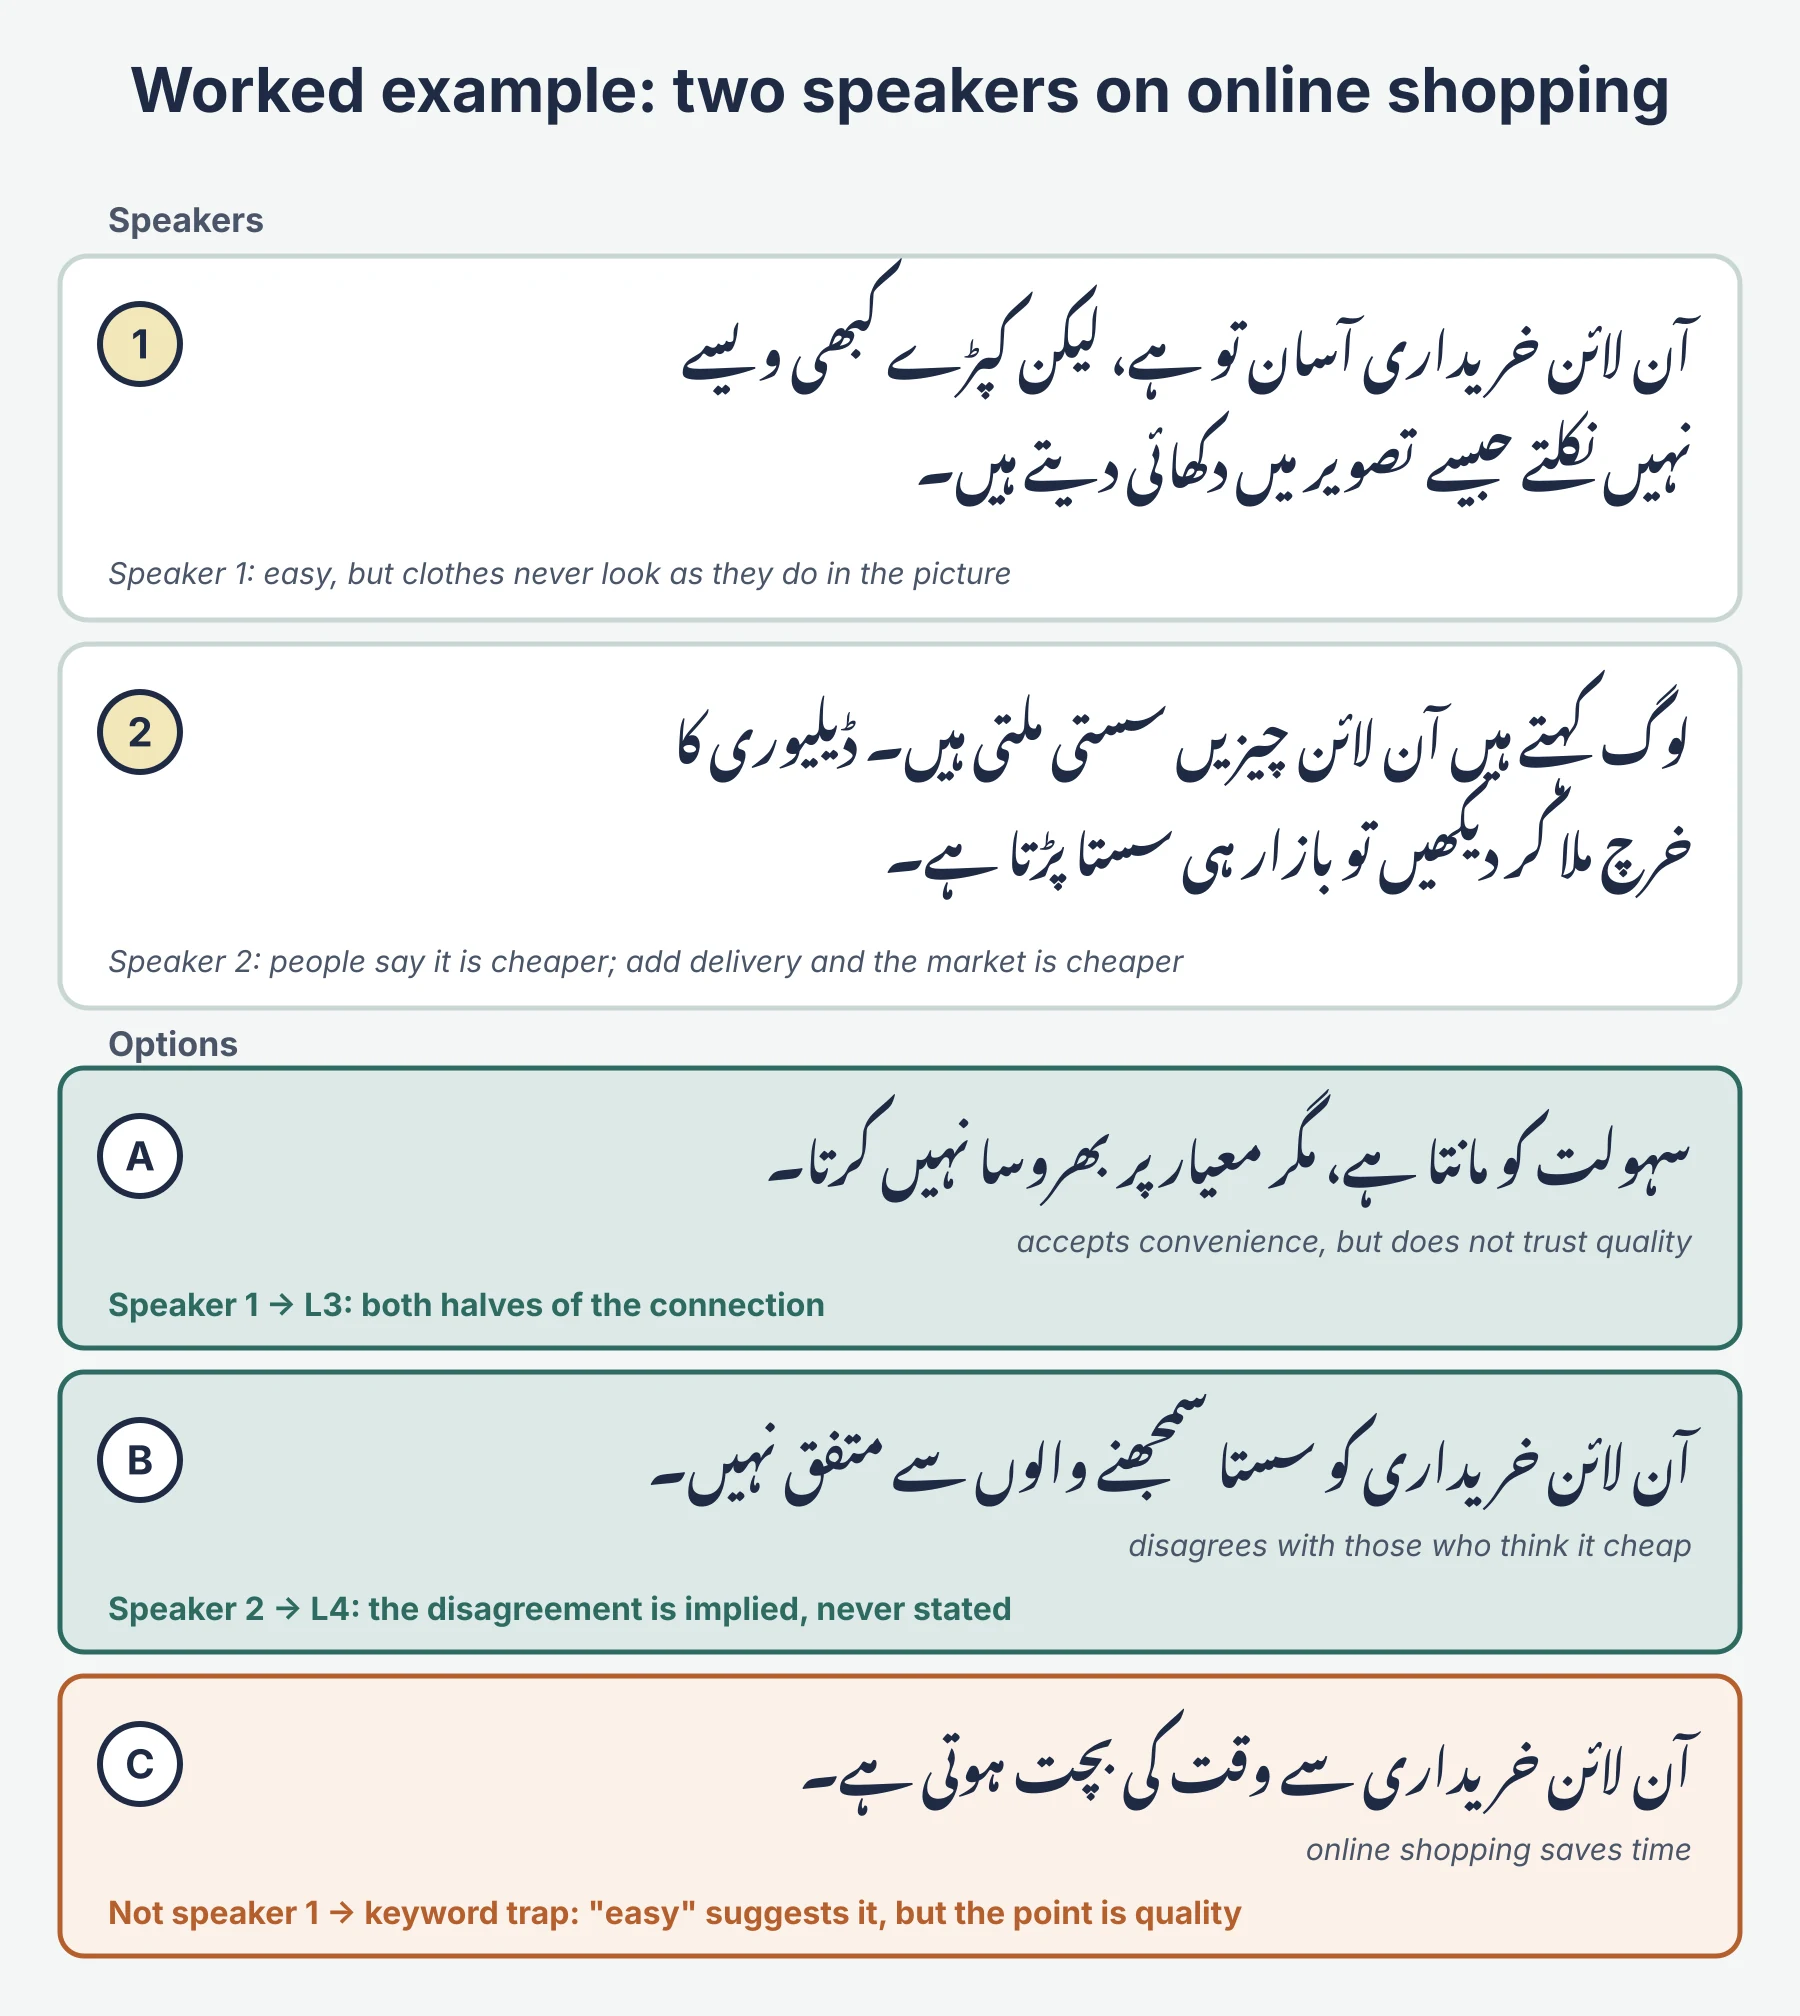 Worked example: two speakers on online shopping
Speakers
1
آن لائن خریداری آسان تو ہے، لیکن کپڑے کبھی ویسے
نہیں نکلتے جیسے تصویر میں دکھائی دیتے ہیں۔
Speaker 1: easy, but clothes never look as they do in the picture
2
لوگ کہتے ہیں آن لائن چیزیں سستی ملتی ہیں۔ ڈیلیوری کا
خرچ ملا کر دیکھیں تو بازار ہی سستا پڑتا ہے۔
Speaker 2: people say it is cheaper; add delivery and the market is cheaper
Options
A
سہولت کو مانتا ہے، مگر معیار پر بھروسا نہیں کرتا۔
accepts convenience, but does not trust quality
Speaker 1 → L3: both halves of the connection
B
آن لائن خریداری کو سستا سمجھنے والوں سے متفق نہیں۔
disagrees with those who think it cheap
Speaker 2 → L4: the disagreement is implied, never stated
C
آن لائن خریداری سے وقت کی بچت ہوتی ہے۔
online shopping saves time
Not speaker 1 → keyword trap: "easy" suggests it, but the point is quality